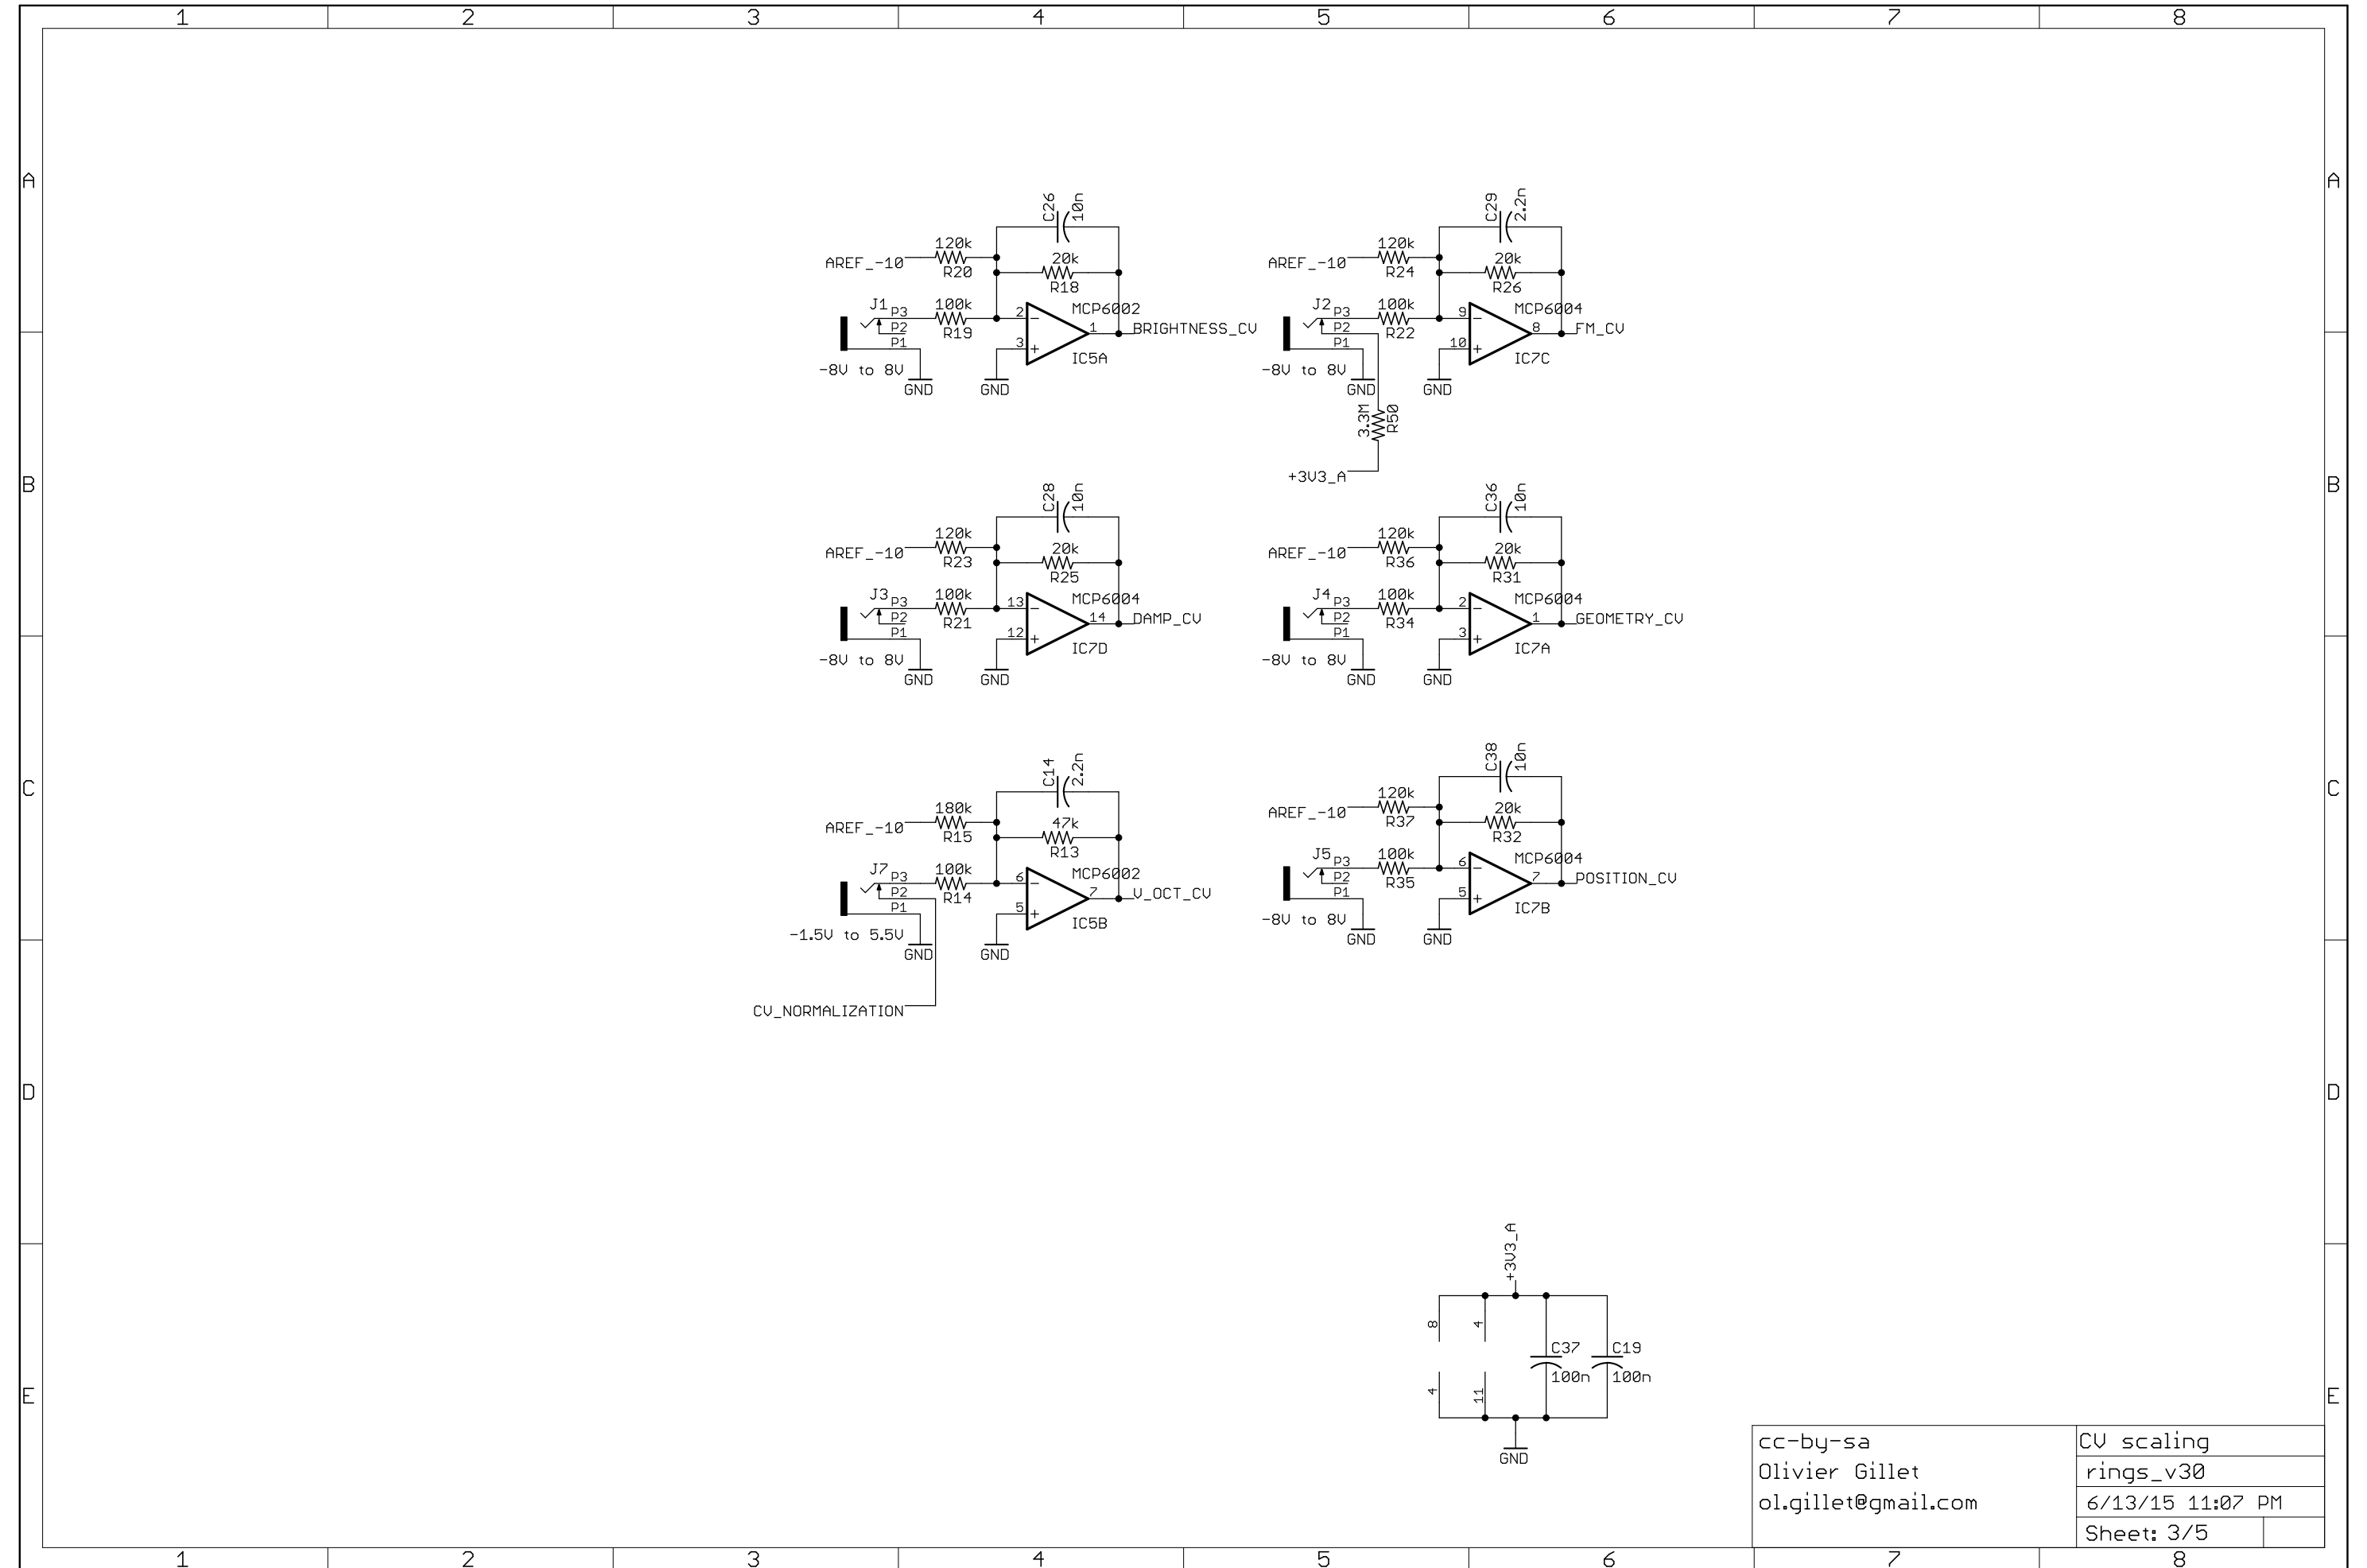 1 2 3 4 5 6 7 8
A A
C26 10n
C29 2.2n
120k
AREF_-10
R20
20k
R18
120k
AREF_-10
R24
20k
R26
J1 P3 100k 2 MCP6002
P2 R19 1 BRIGHTNESS_CV
P1 3
IC5A
-8V to 8V
GND GND
J2 P3 100k 9 MCP6004
P2 R22 8 FM_CV
P1 10
IC7C
-8V to 8V
GND GND
3.3M R50
+3V3_A
B B
C28 10n
C36 10n
120k
AREF_-10
R23
20k
R25
120k
AREF_-10
R36
20k
R31
J3 P3 100k 13 MCP6004
P2 R21 14 DAMP_CV
P1 12
IC7D
-8V to 8V
GND GND
J4 P3 100k 2 MCP6004
P2 R34 1 GEOMETRY_CV
P1 3
IC7A
-8V to 8V
GND GND
C C
C14 2.2n
C38 10n
180k
AREF_-10
R15
47k
R13
120k
AREF_-10
R37
20k
R32
J7 P3 100k 6 MCP6002
P2 R14 7 V_OCT_CV
P1 5
IC5B
-1.5V to 5.5V
GND GND
CV_NORMALIZATION
J5 P3 100k 6 MCP6004
P2 R35 7 POSITION_CV
P1 5
IC7B
-8V to 8V
GND GND
D D
+3V3_A
8 4
C37 C19
100n 100n
4 11
GND
E E
cc-by-sa
Olivier Gillet
ol.gillet@gmail.com
CV scaling
rings_v30
6/13/15 11:07 PM
Sheet: 3/5
1 2 3 4 5 6 7 8